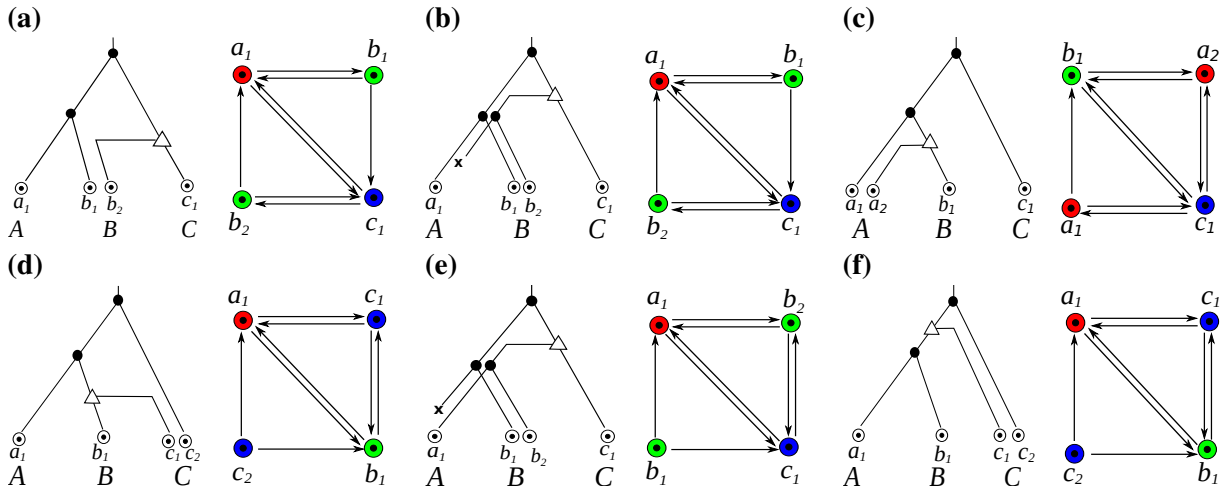 (a) (b) (c)
a₁ b₁ a₁ b₁ b₁ a₂
a₁ b₁ b₂ c₁ b₂ c₁ a₁ b₁ b₂ c₁ b₂ c₁ a₁ a₂ b₁ c₁ a₁ c₁
x
A B C A B C A B C
(d) (e) (f)
a₁ c₁ a₁ b₂ a₁ c₁
x
a₁ b₁ c₁ c₂ c₂ b₁ a₁ b₁ b₂ c₁ b₁ c₁ a₁ b₁ c₁ c₂ c₂ b₁
A B C A B C A B C